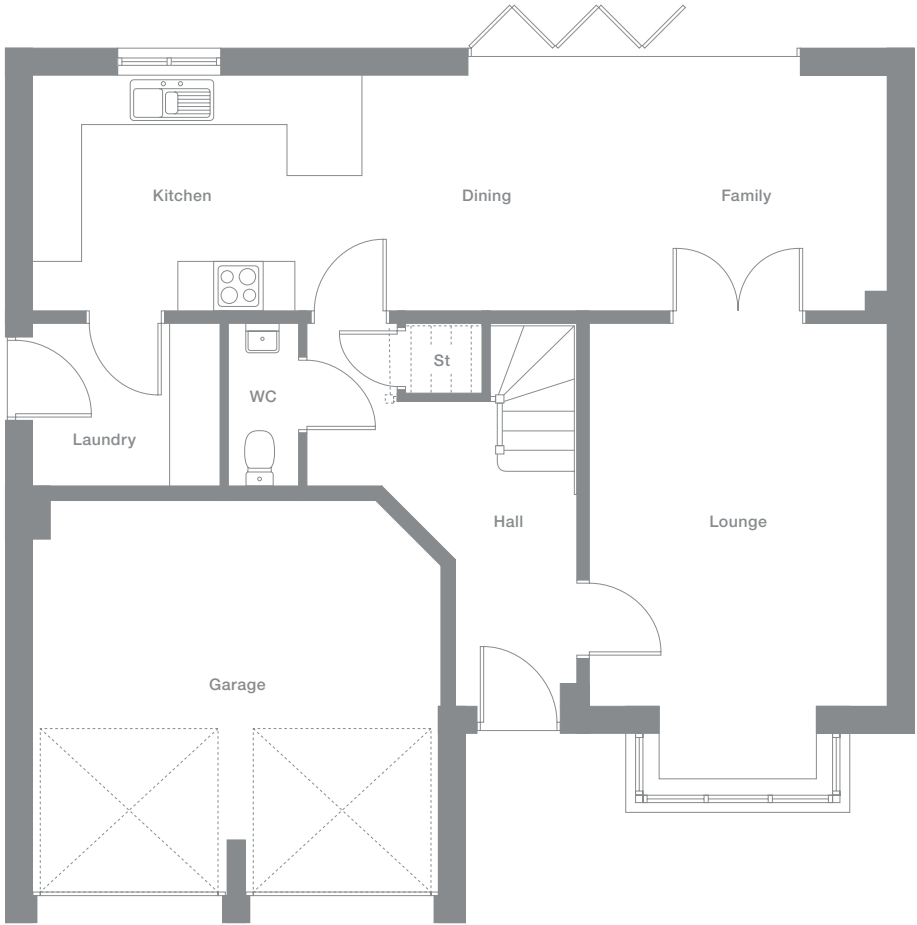 Kitchen
Dining
Family
St
WC
Laundry
Hall
Lounge
Garage